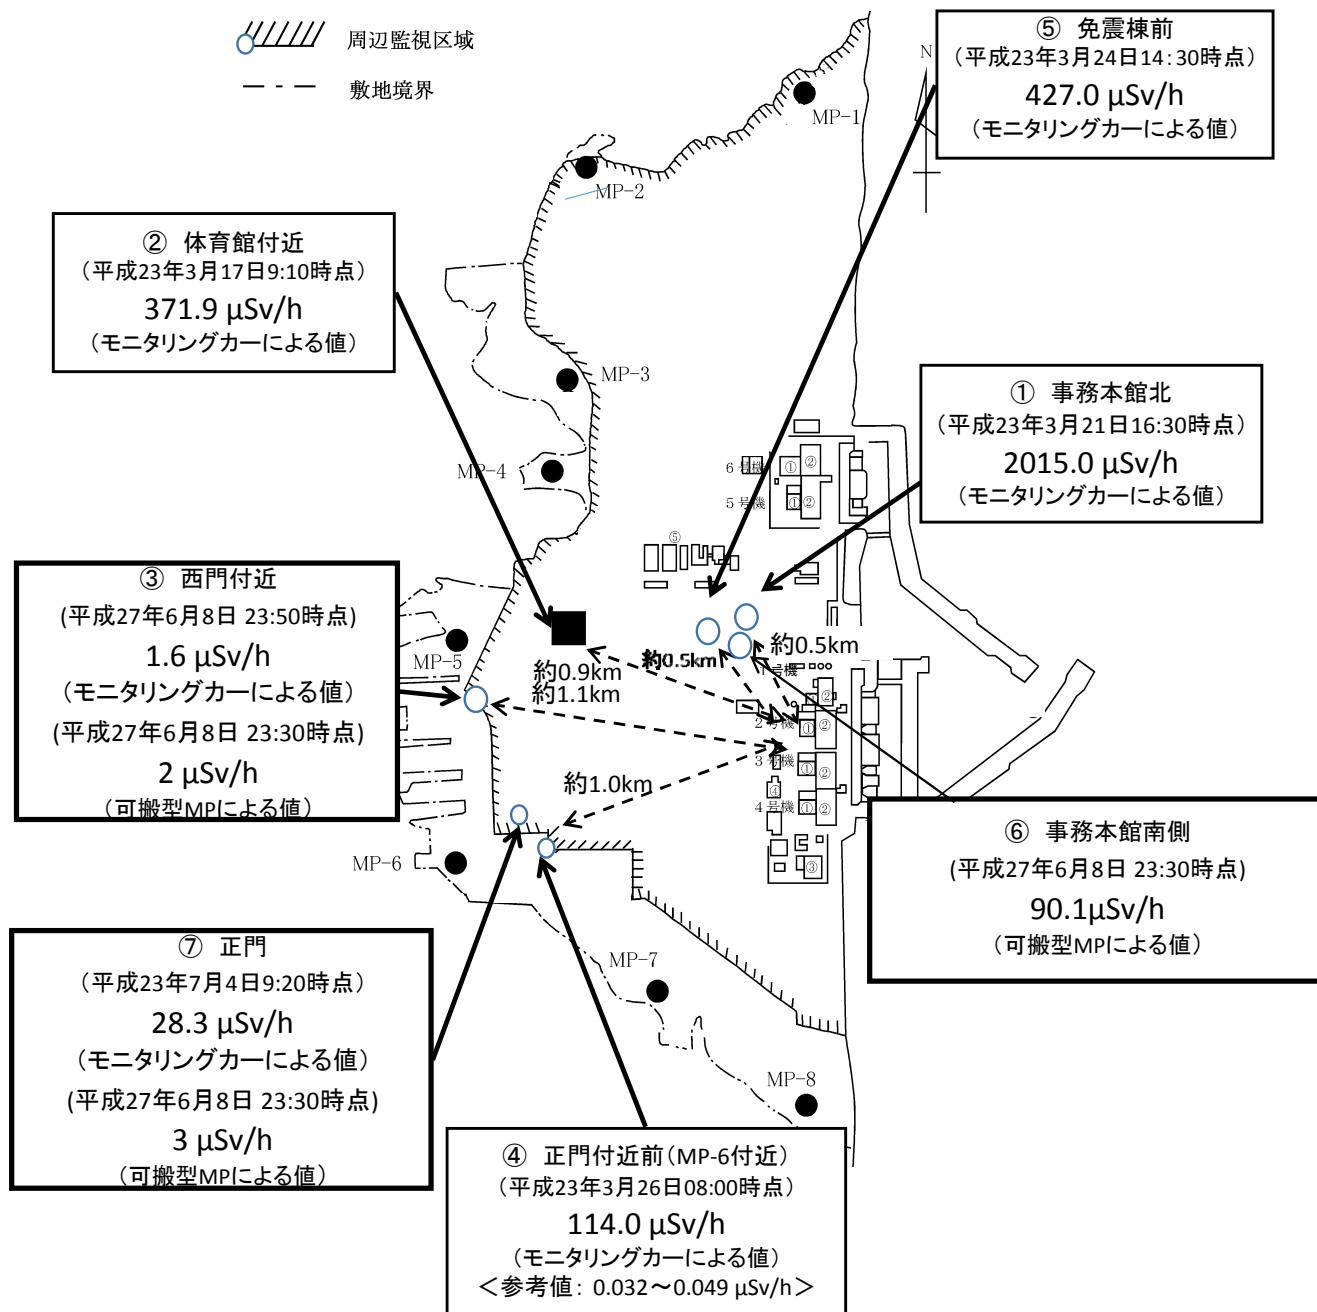 周辺監視区域
敷地境界
⑤ 免震棟前
(平成23年3月24日14:30時点)
427.0 μSv/h
(モニタリングカーによる値)
N
MP-1
MP-2
② 体育館付近
(平成23年3月17日9:10時点)
371.9 μSv/h
(モニタリングカーによる値)
MP-3
① 事務本館北
(平成23年3月21日16:30時点)
2015.0 μSv/h
(モニタリングカーによる値)
MP-4
6号機
①
②
5号機
①
②
⑤
③ 西門付近
(平成27年6月8日 23:50時点)
1.6 μSv/h
(モニタリングカーによる値)
(平成27年6月8日 23:30時点)
2 μSv/h
(可搬型MPによる値)
MP-5
約0.9km
約1.1km
約0.5km
約0.5km
1号機
②
2号機
①
②
3号機
①
②
約1.0km
④
4号機
①
②
③
MP-6
⑥ 事務本館南側
(平成27年6月8日 23:30時点)
90.1μSv/h
(可搬型MPによる値)
⑦ 正門
(平成23年7月4日9:20時点)
28.3 μSv/h
(モニタリングカーによる値)
(平成27年6月8日 23:30時点)
3 μSv/h
(可搬型MPによる値)
MP-7
MP-8
④ 正門付近前(MP-6付近)
(平成23年3月26日08:00時点)
114.0 μSv/h
(モニタリングカーによる値)
<参考値: 0.032~0.049 μSv/h>